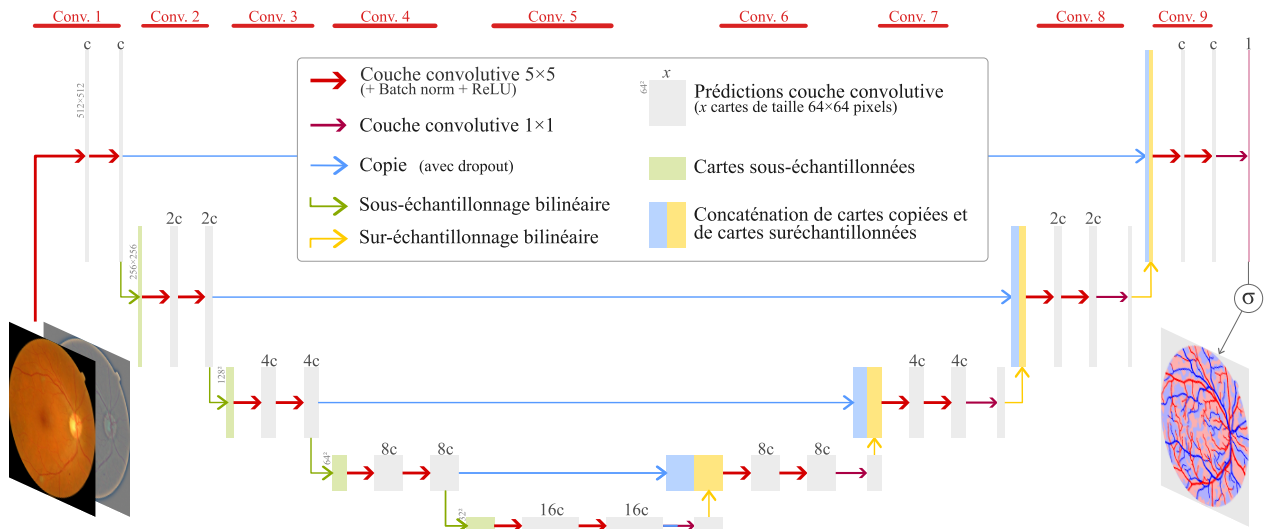 Conv. 1 Conv. 2 Conv. 3 Conv. 4 Conv. 5 Conv. 6 Conv. 7 Conv. 8 Conv. 9
c c c c 1
512×512
Couche convolutive 5×5
(+ Batch norm + ReLU)
Couche convolutive 1×1
Copie (avec dropout)
Sous-échantillonnage bilinéaire
Sur-échantillonnage bilinéaire
x
64²
Prédictions couche convolutive
(x cartes de taille 64×64 pixels)
Cartes sous-échantillonnées
Concaténation de cartes copiées et
de cartes suréchantillonnées
2c 2c 2c 2c
256×256
σ
4c 4c 4c 4c
128²
8c 8c 8c 8c
64²
16c 16c
32²